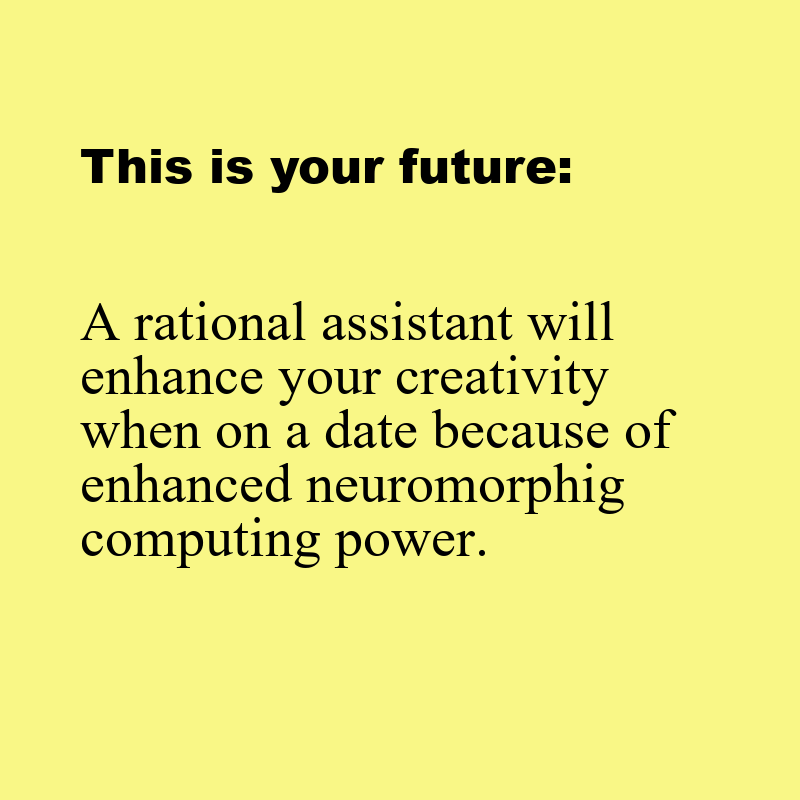 This is your future:
A rational assistant will
enhance your creativity
when on a date because of
enhanced neuromorphig
computing power.